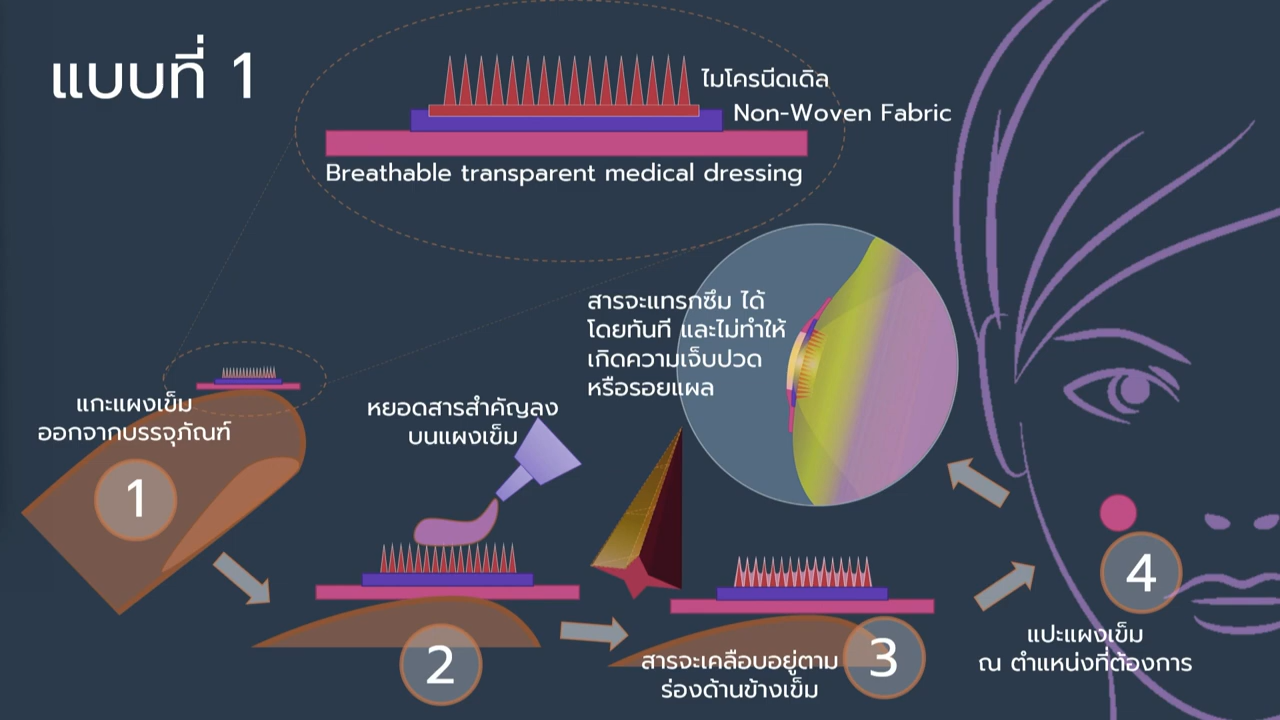 แบบที่ 1
ไมโครนีดเดิล
Non-Woven Fabric
Breathable transparent medical dressing
สารจะแทรกซึม ได้
โดยทันที และไม่ทำให้
เกิดความเจ็บปวด
หรือรอยแผล
แกะแผงเข็ม
ออกจากบรรจุภัณฑ์
1
หยอดสารสำคัญลง
บนแผงเข็ม
2
สารจะเคลือบอยู่ตาม
ร่องด้านข้างเข็ม
3
4
แปะแผงเข็ม
ณ ตำแหน่งที่ต้องการ